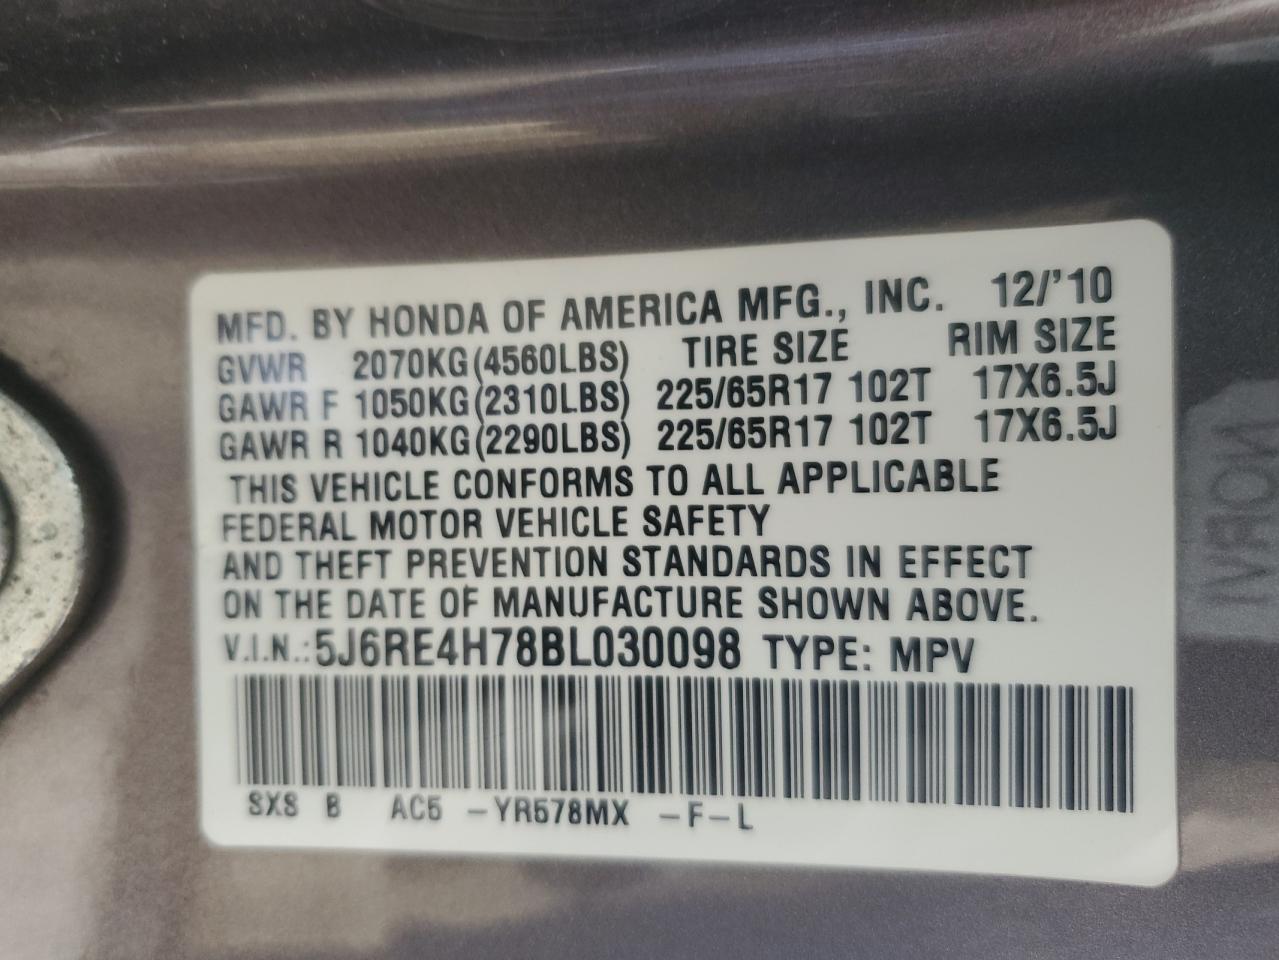 MFD. BY HONDA OF AMERICA MFG., INC. 12/'10
GVWR 2070KG(4560LBS) TIRE SIZE RIM SIZE
GAWR F 1050KG(2310LBS) 225/65R17 102T 17X6.5J
GAWR R 1040KG(2290LBS) 225/65R17 102T 17X6.5J
THIS VEHICLE CONFORMS TO ALL APPLICABLE
FEDERAL MOTOR VEHICLE SAFETY
AND THEFT PREVENTION STANDARDS IN EFFECT
ON THE DATE OF MANUFACTURE SHOWN ABOVE.
V.I.N.:5J6RE4H78BL030098 TYPE: MPV
SXS B AC5 -YR578MX -F-L